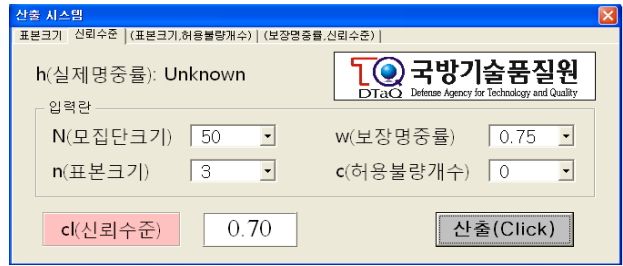 산출 시스템
표본크기 신뢰수준 (표본크기,허용불량개수) (보장명중률,신뢰수준)
h(실제명중률): Unknown
국방기술품질원
DTaQ Defense Agency for Technology and Quality
입력란
N(모집단크기) 50 w(보장명중률) 0.75
n(표본크기) 3 c(허용불량개수) 0
cl(신뢰수준) 0.70 산출(Click)